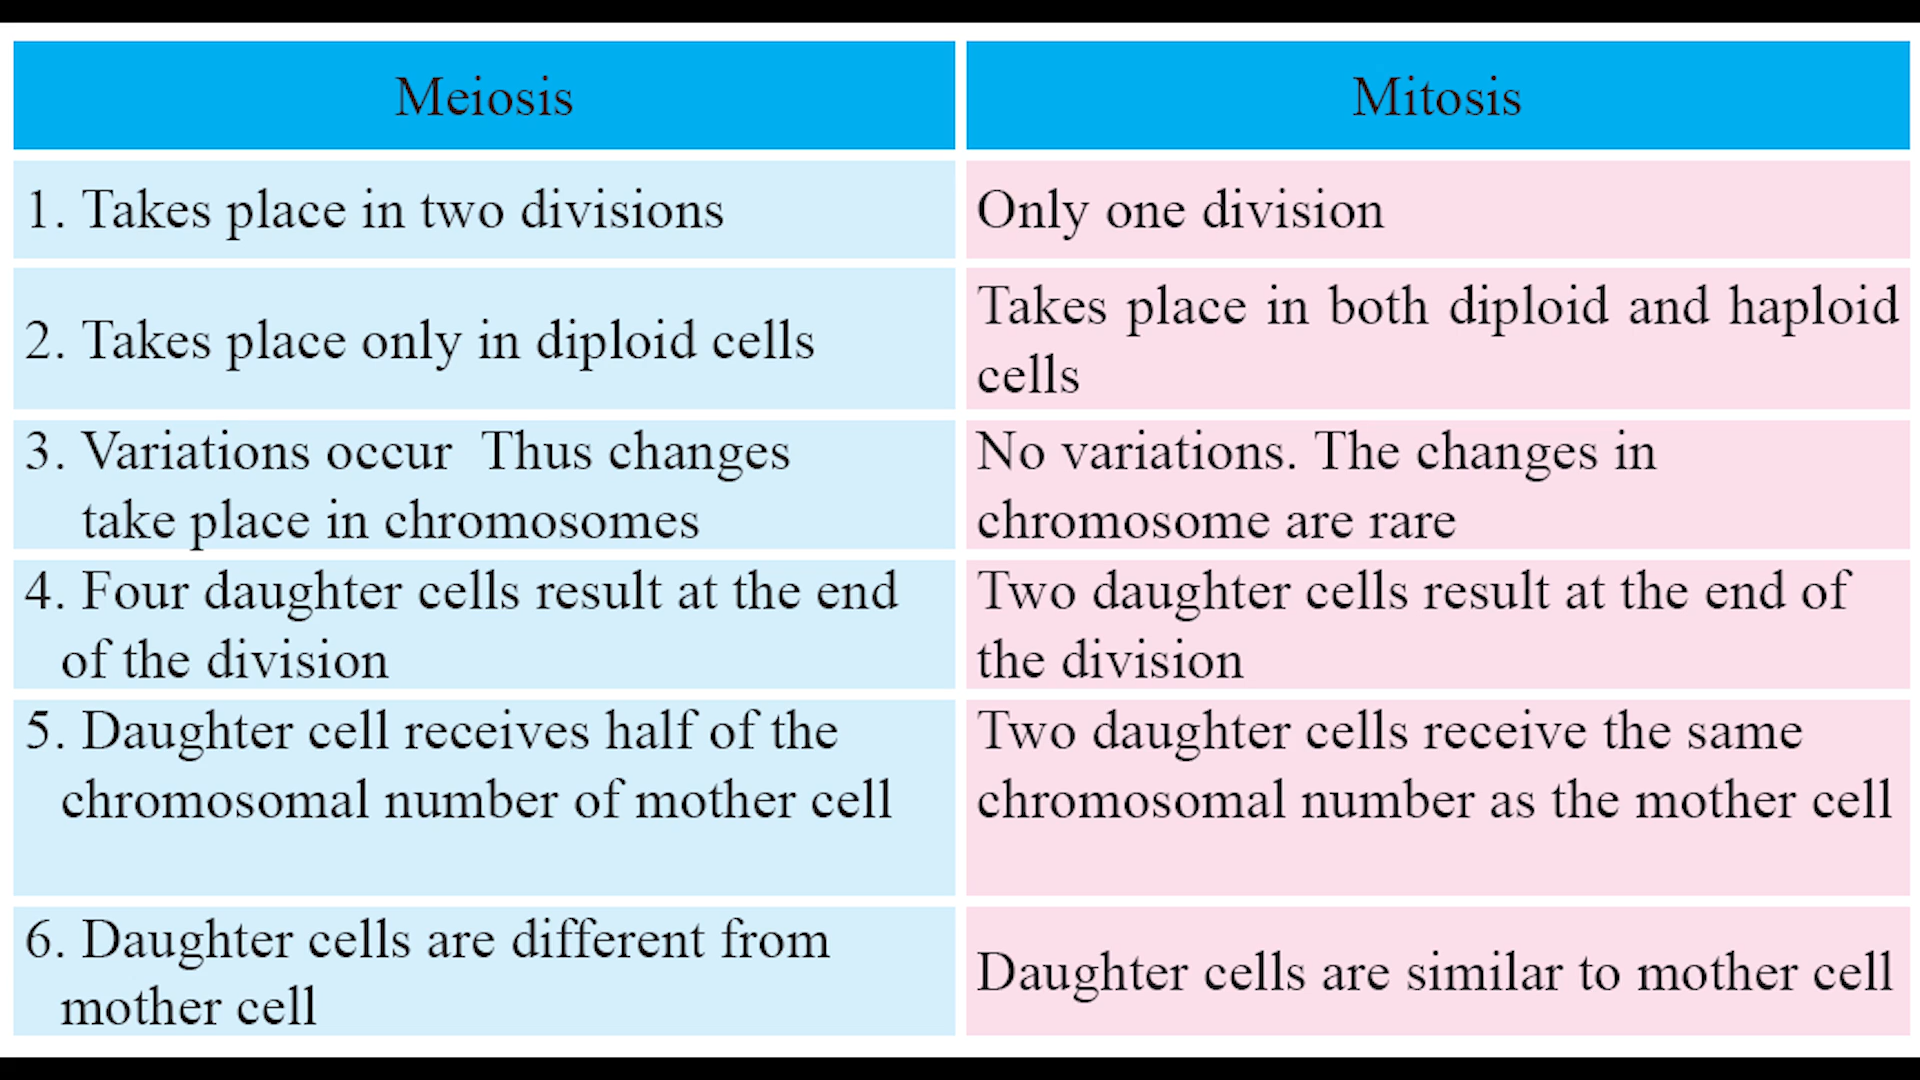 Meiosis
Mitosis
1. Takes place in two divisions
Only one division
2. Takes place only in diploid cells
Takes place in both diploid and haploid
cells
3. Variations occur  Thus changes
take place in chromosomes
No variations. The changes in
chromosome are rare
4. Four daughter cells result at the end
of the division
Two daughter cells result at the end of
the division
5. Daughter cell receives half of the
chromosomal number of mother cell
Two daughter cells receive the same
chromosomal number as the mother cell
6. Daughter cells are different from
mother cell
Daughter cells are similar to mother cell